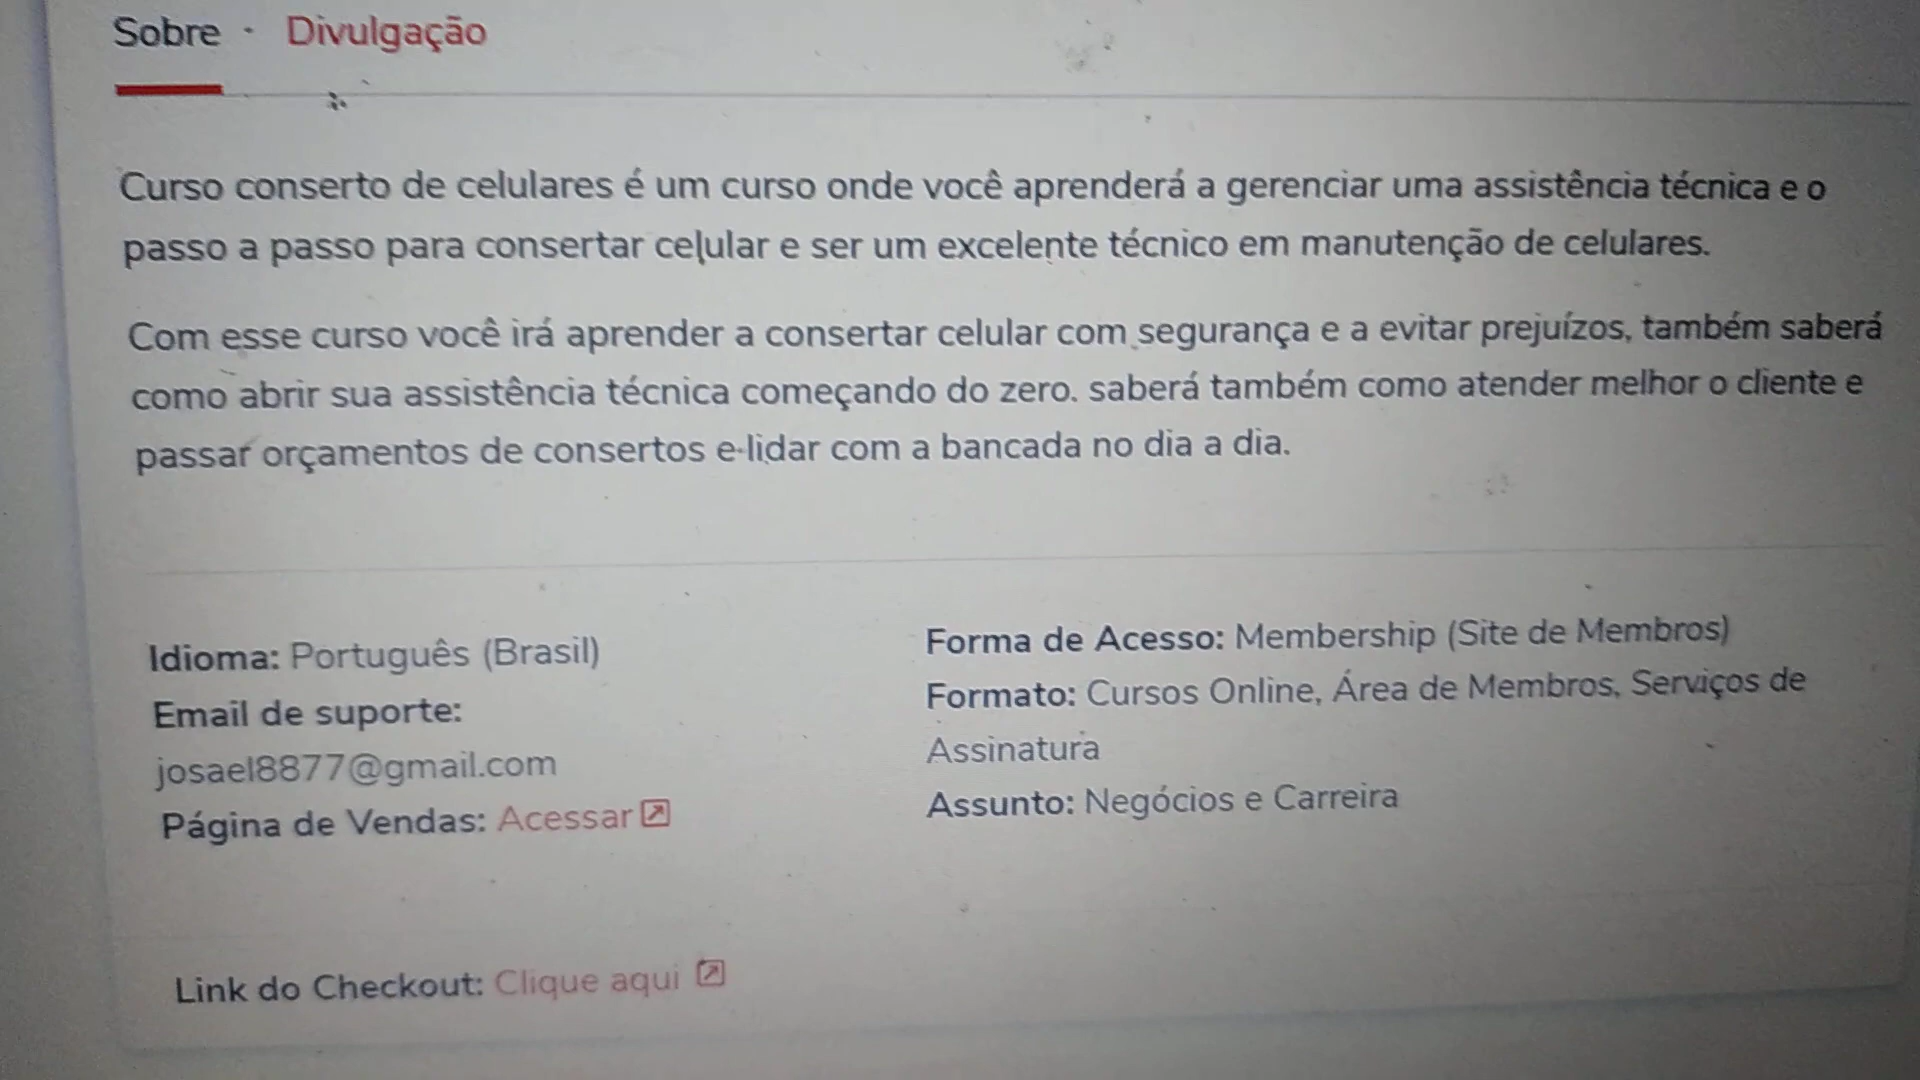 Sobre · Divulgação
Curso conserto de celulares é um curso onde você aprenderá a gerenciar uma assistência técnica e o
passo a passo para consertar celular e ser um excelente técnico em manutenção de celulares.
Com esse curso você irá aprender a consertar celular com segurança e a evitar prejuízos, também saberá
como abrir sua assistência técnica começando do zero. saberá também como atender melhor o cliente e
passar orçamentos de consertos e lidar com a bancada no dia a dia.
Idioma: Português (Brasil)
Email de suporte:
josael8877@gmail.com
Página de Vendas: Acessar
Forma de Acesso: Membership (Site de Membros)
Formato: Cursos Online, Área de Membros, Serviços de
Assinatura
Assunto: Negócios e Carreira
Link do Checkout: Clique aqui